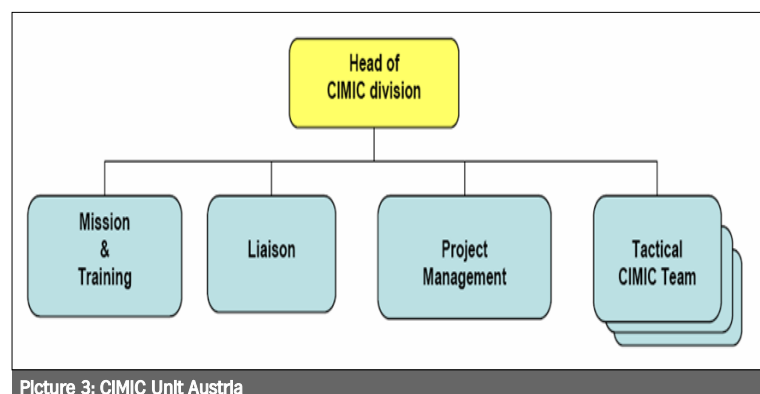 Head of
CIMIC division
Mission
&
Training
Liaison
Project
Management
Tactical
CIMIC Team
Picture 3: CIMIC Unit Austria